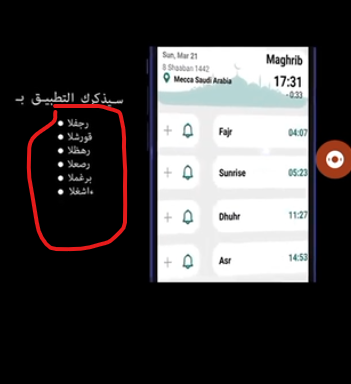 سيذكرك التطبيق بـ
• رجفلا
• قورشلا
• رهظلا
• رصعلا
• برغملا
• ءاشعلا
Sun, Mar 21
8 Shaaban 1442
Mecca Saudi Arabia
Maghrib
17:31
-0:33
Fajr 04:07
Sunrise 05:23
Dhuhr 11:27
Asr 14:53